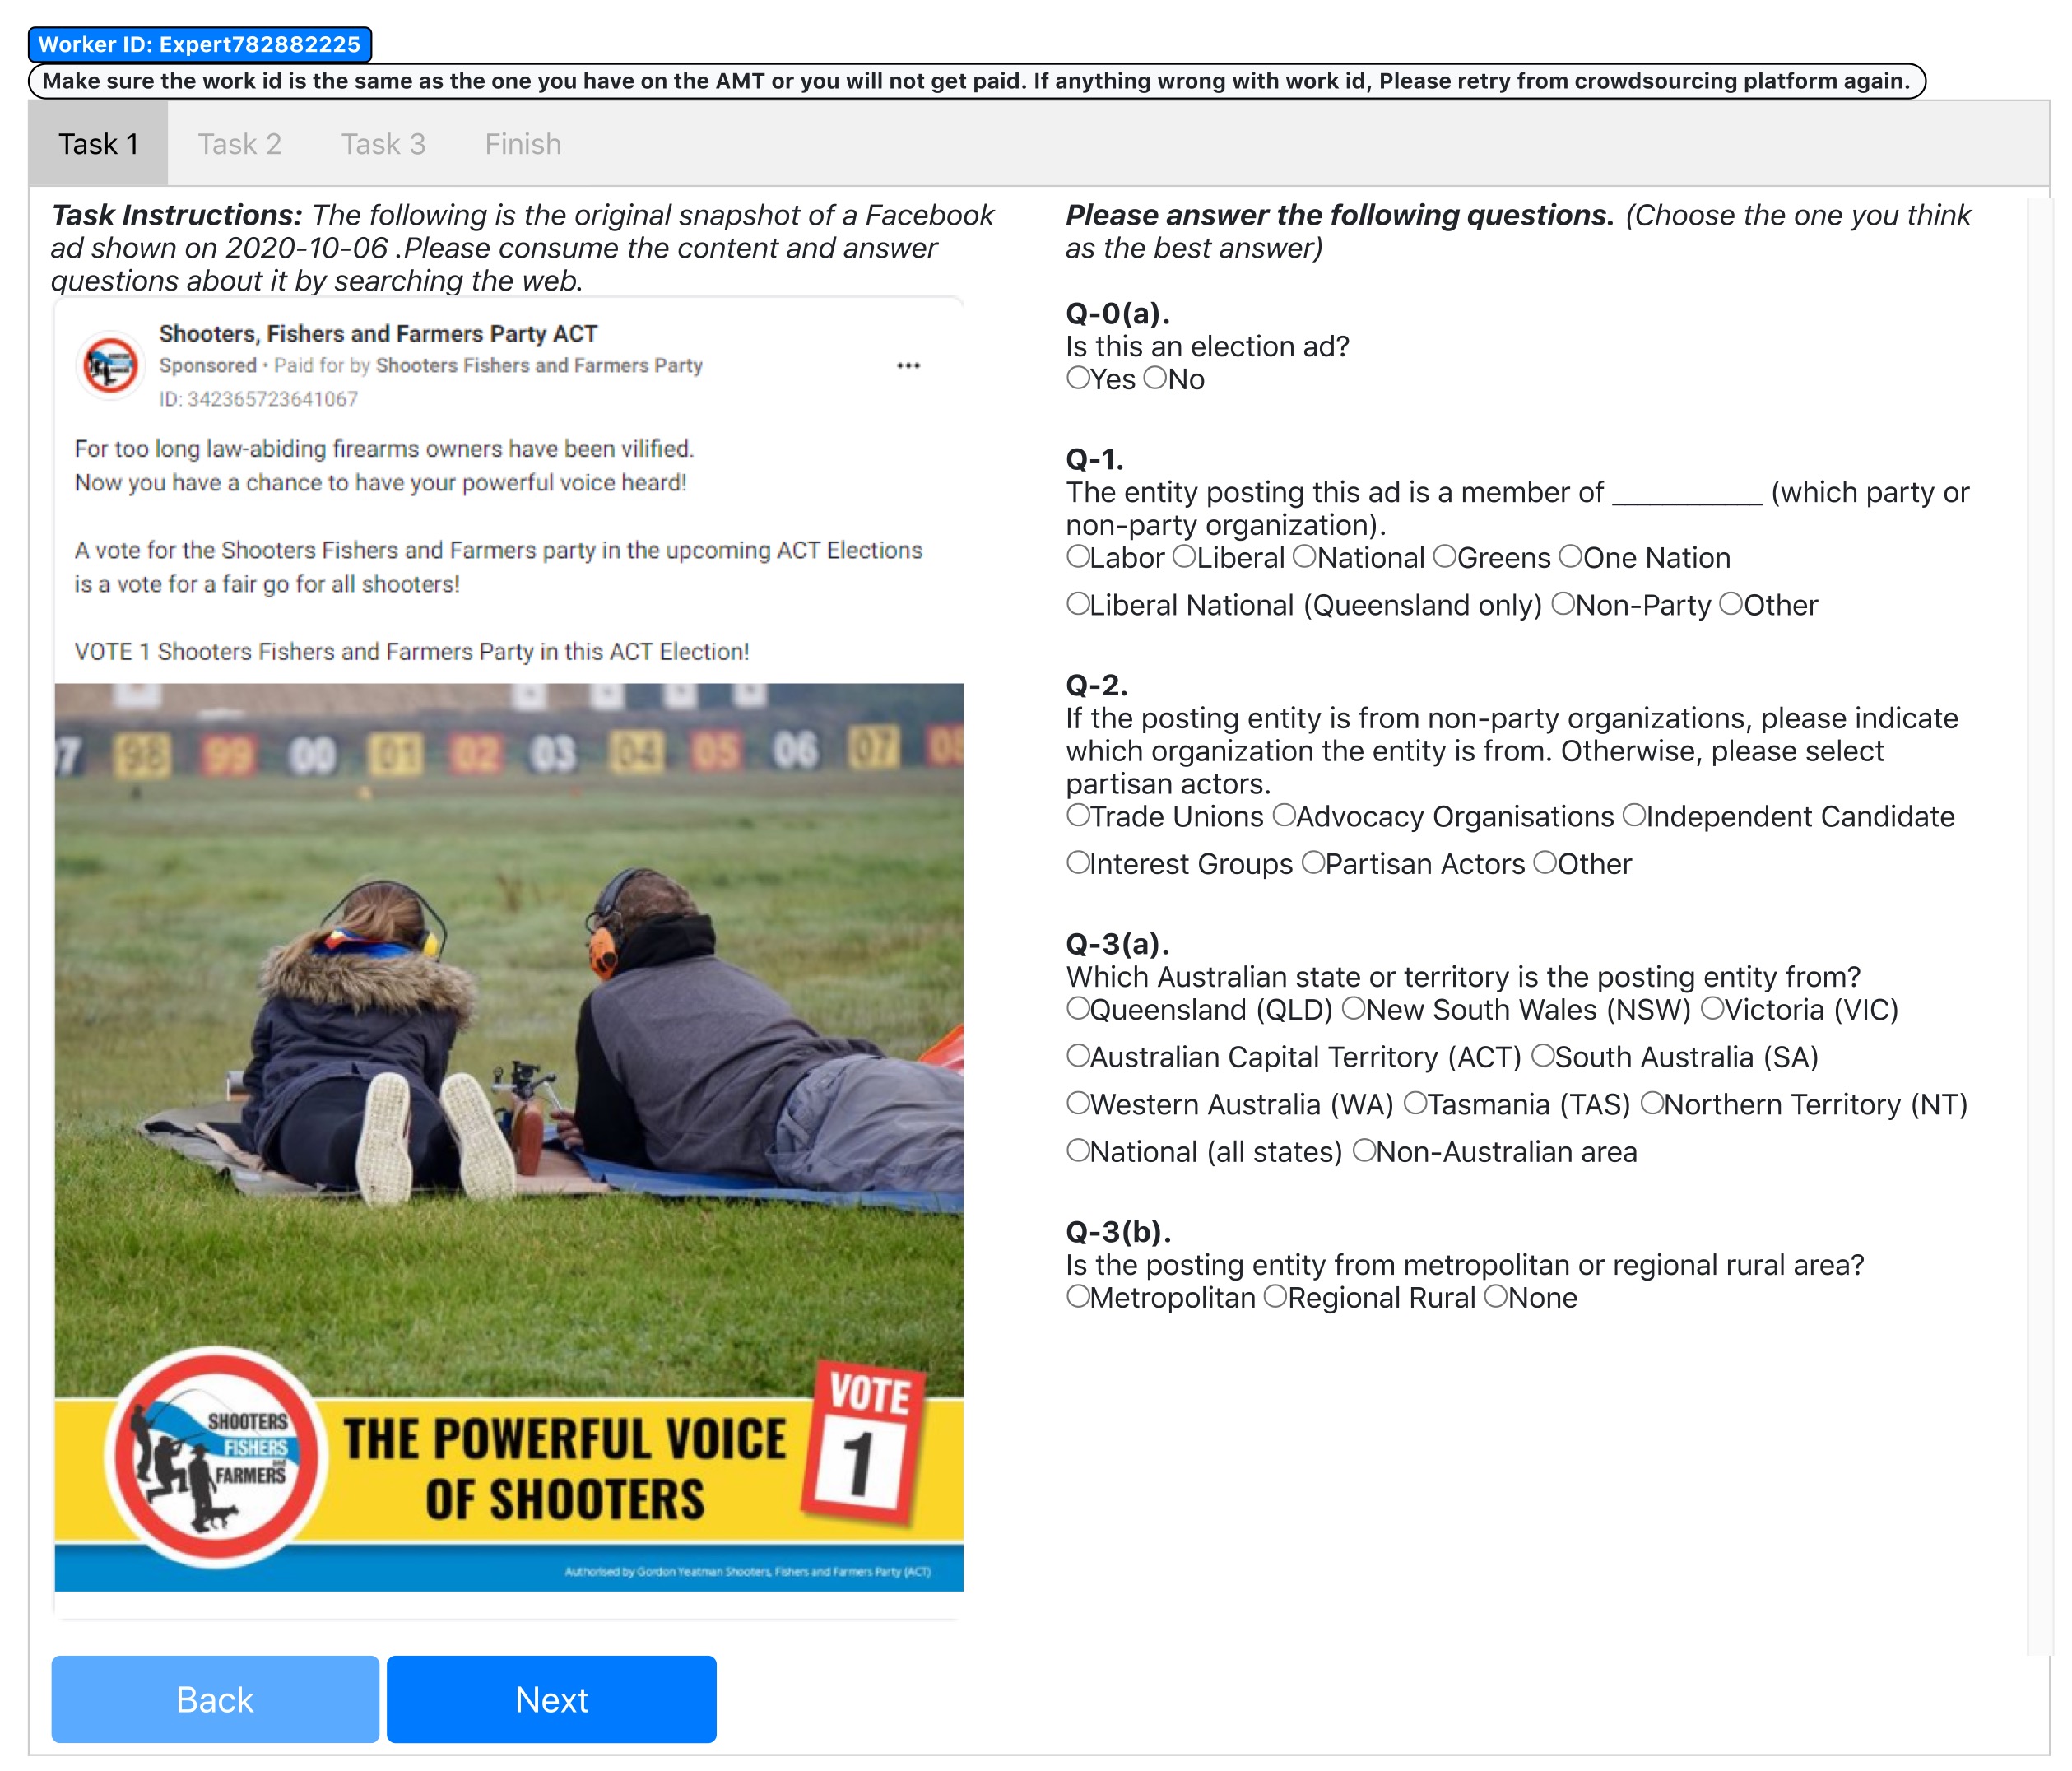 Worker ID: Expert782882225
Make sure the work id is the same as the one you have on the AMT or you will not get paid. If anything wrong with work id, Please retry from crowdsourcing platform again.
Task 1 Task 2 Task 3 Finish
Task Instructions: The following is the original snapshot of a Facebook
ad shown on 2020-10-06 .Please consume the content and answer
questions about it by searching the web.
Shooters, Fishers and Farmers Party ACT
Sponsored • Paid for by Shooters Fishers and Farmers Party
ID: 342365723641067
For too long law-abiding firearms owners have been vilified.
Now you have a chance to have your powerful voice heard!
A vote for the Shooters Fishers and Farmers party in the upcoming ACT Elections
is a vote for a fair go for all shooters!
VOTE 1 Shooters Fishers and Farmers Party in this ACT Election!
7 98 99 00 01 02 03 04 05 06 07 08
SHOOTERS
FISHERS
and
FARMERS
THE POWERFUL VOICE
OF SHOOTERS
VOTE
1
Authorised by Gordon Yeatman Shooters, Fishers and Farmers Party (ACT)
Back Next
Please answer the following questions. (Choose the one you think
as the best answer)
Q-0(a).
Is this an election ad?
Yes No
Q-1.
The entity posting this ad is a member of __________ (which party or
non-party organization).
Labor Liberal National Greens One Nation
Liberal National (Queensland only) Non-Party Other
Q-2.
If the posting entity is from non-party organizations, please indicate
which organization the entity is from. Otherwise, please select
partisan actors.
Trade Unions Advocacy Organisations Independent Candidate
Interest Groups Partisan Actors Other
Q-3(a).
Which Australian state or territory is the posting entity from?
Queensland (QLD) New South Wales (NSW) Victoria (VIC)
Australian Capital Territory (ACT) South Australia (SA)
Western Australia (WA) Tasmania (TAS) Northern Territory (NT)
National (all states) Non-Australian area
Q-3(b).
Is the posting entity from metropolitan or regional rural area?
Metropolitan Regional Rural None